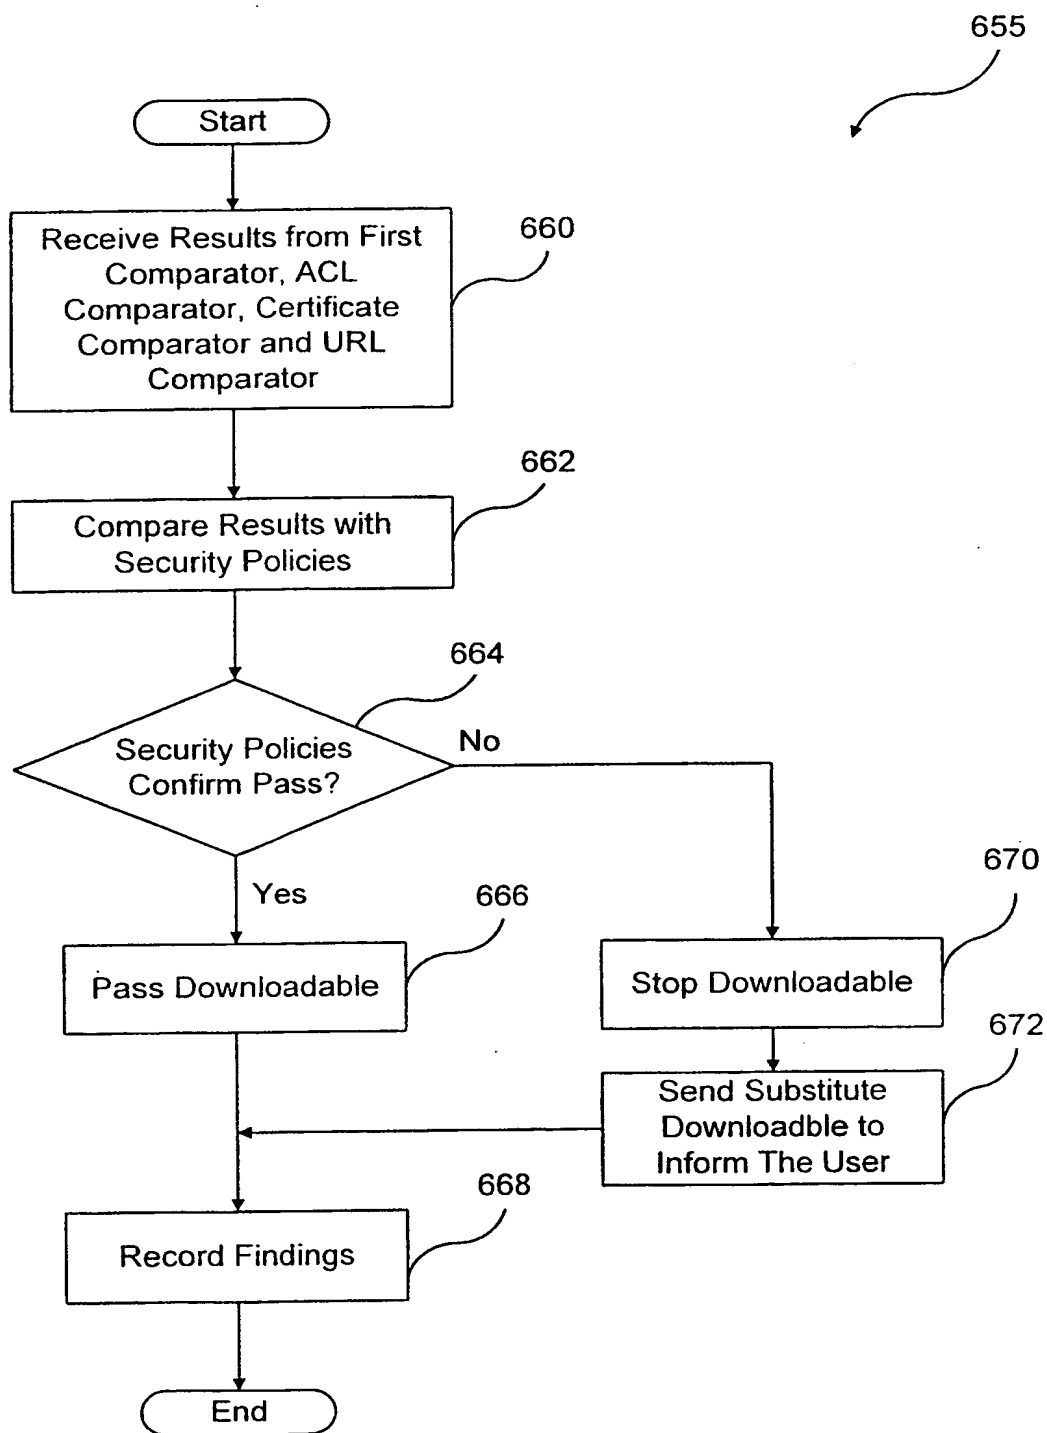 655
Start
Receive Results from First
Comparator, ACL
Comparator, Certificate
Comparator and URL
Comparator
660
662
Compare Results with
Security Policies
664
Security Policies
Confirm Pass?
No
Yes
666
Pass Downloadable
670
Stop Downloadable
672
Send Substitute
Downloadble to
Inform The User
668
Record Findings
End